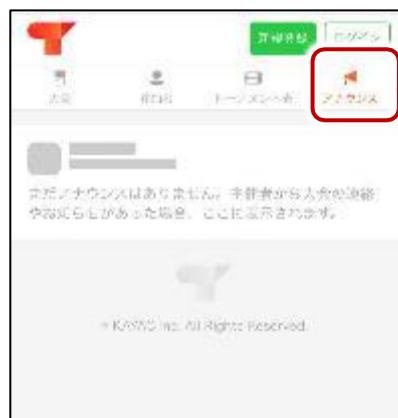 新規登録 ログイン
大会 参加者 トーナメント表 アナウンス
まだアナウンスはありません。主催者から大会の連絡
やお知らせがあった場合、ここに表示されます。
© KAYAC Inc. All Rights Reserved.